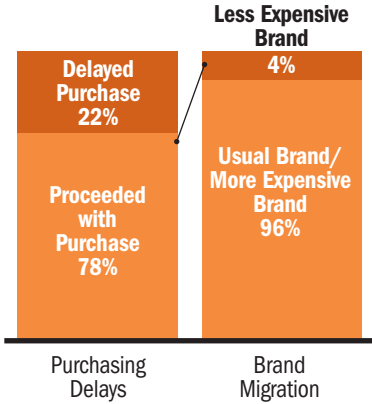 Less Expensive
Brand
4%
Delayed
Purchase
22%
Usual Brand/
More Expensive
Brand
96%
Proceeded
with
Purchase
78%
Purchasing
Delays
Brand
Migration